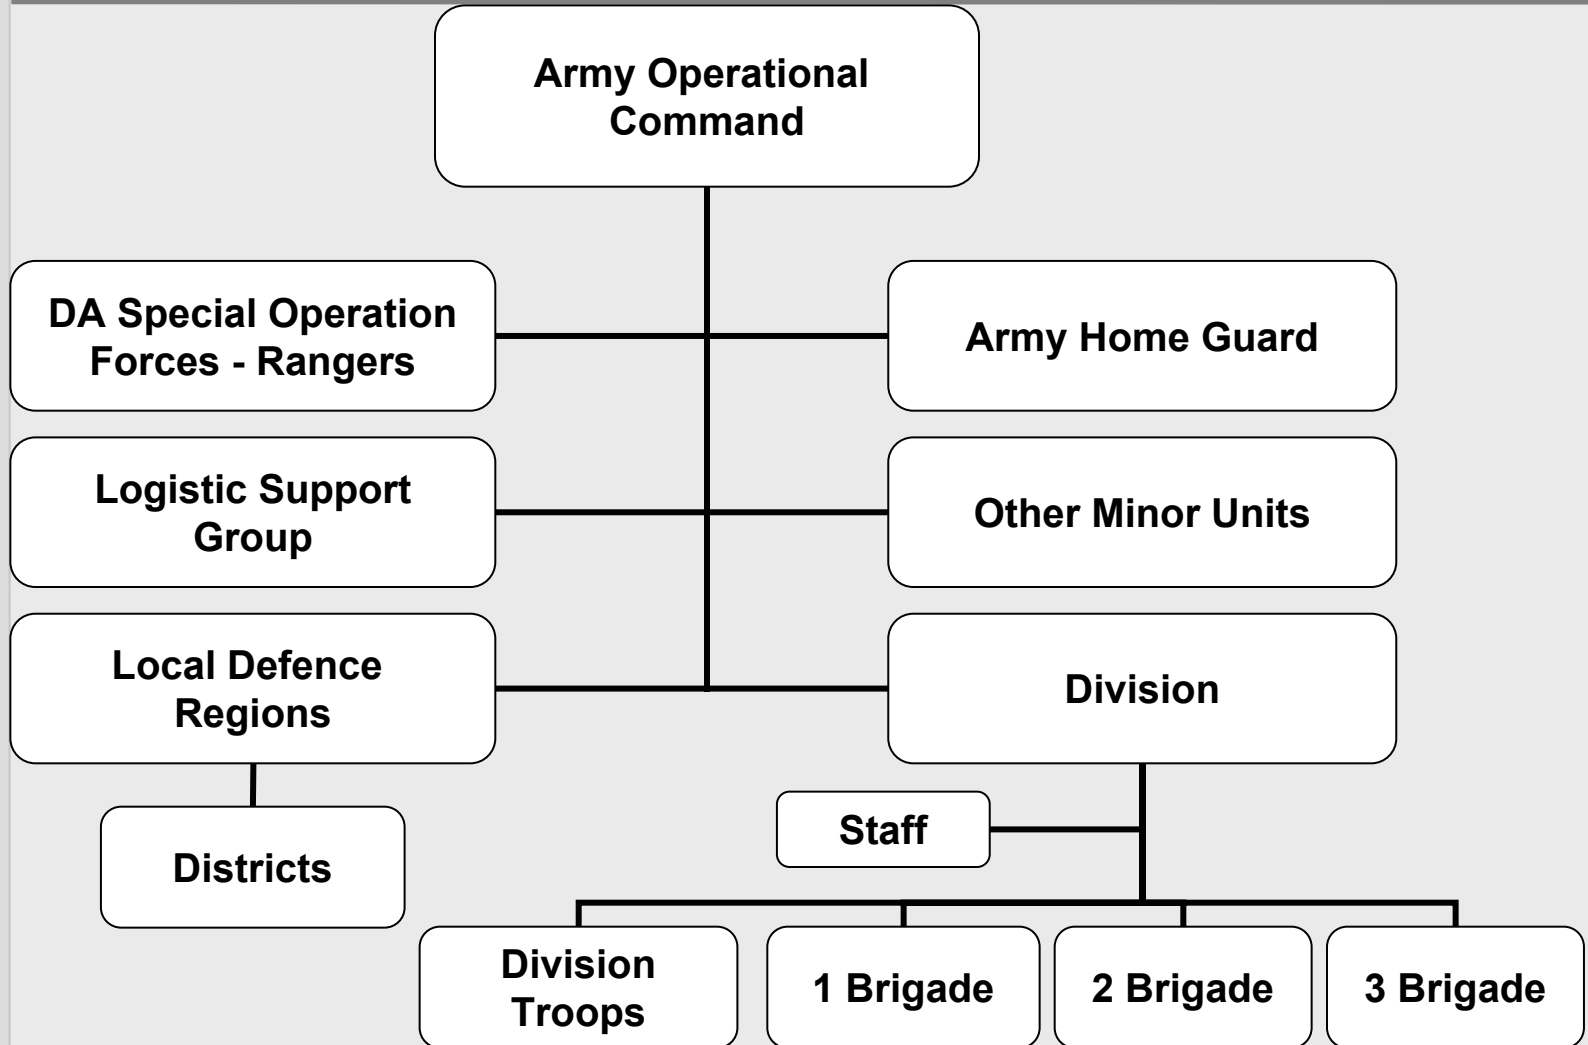 Army Operational
Command
DA Special Operation
Forces - Rangers
Army Home Guard
Logistic Support
Group
Other Minor Units
Local Defence
Regions
Division
Staff
Districts
Division
Troops
1 Brigade
2 Brigade
3 Brigade